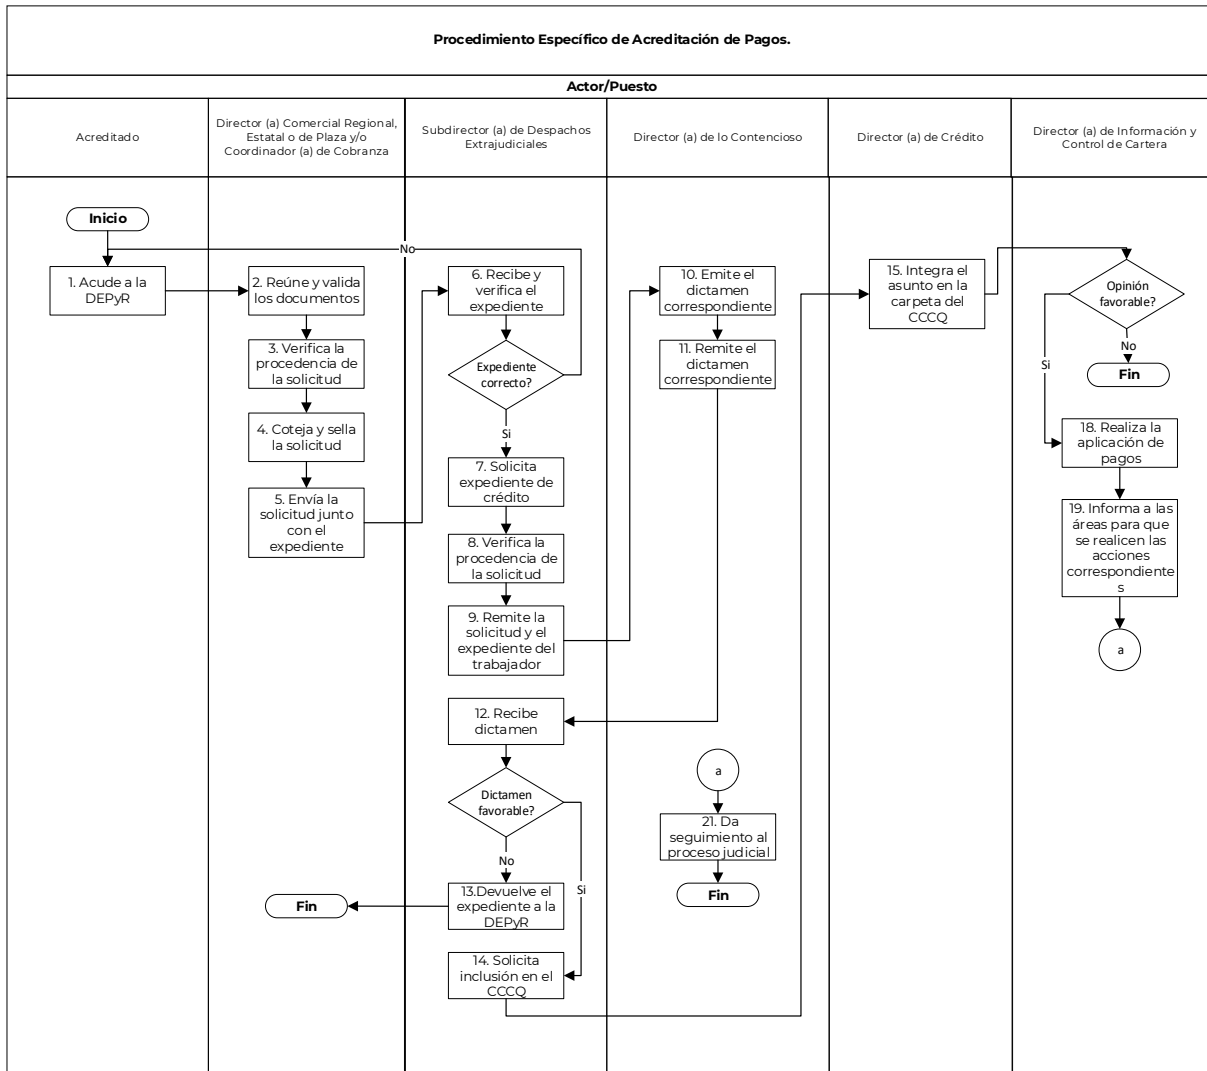 Procedimiento Específico de Acreditación de Pagos.
Actor/Puesto
Acreditado
Director (a) Comercial Regional,
Estatal o de Plaza y/o
Coordinador (a) de Cobranza
Subdirector (a) de Despachos
Extrajudiciales
Director (a) de lo Contencioso
Director (a) de Crédito
Director (a) de Información y
Control de Cartera
Inicio
No
1. Acude a la
DEPyR
2. Reúne y valida
los documentos
3. Verifica la
procedencia de
la solicitud
4. Coteja y sella
la solicitud
5. Envía la
solicitud junto
con el
expediente
6. Recibe y
verifica el
expediente
Expediente
correcto?
Si
7. Solicita
expediente de
crédito
8. Verifica la
procedencia de
la solicitud
9. Remite la
solicitud y el
expediente del
trabajador
10. Emite el
dictamen
correspondiente
11. Remite el
dictamen
correspondiente
12. Recibe
dictamen
Dictamen
favorable?
No
Si
13.Devuelve el
expediente a la
DEPyR
Fin
14. Solicita
inclusión en el
CCCQ
15. Integra el
asunto en la
carpeta del
CCCQ
Opinión
favorable?
No
Si
Fin
18. Realiza la
aplicación de
pagos
19. Informa a las
áreas para que
se realicen las
acciones
correspondiente
s
a
a
21. Da
seguimiento al
proceso judicial
Fin